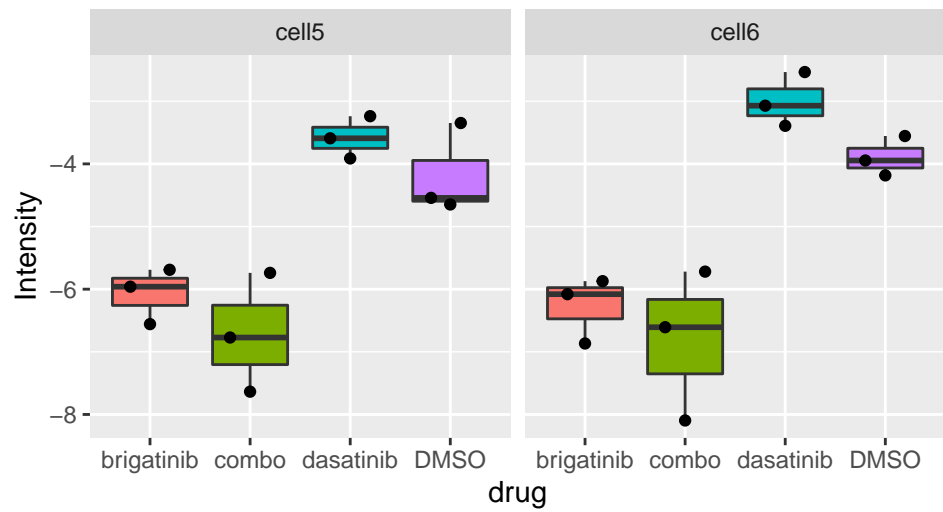 cell5 cell6
Intensity
−4
−6
−8
brigatinib combo dasatinib DMSO brigatinib combo dasatinib DMSO
drug